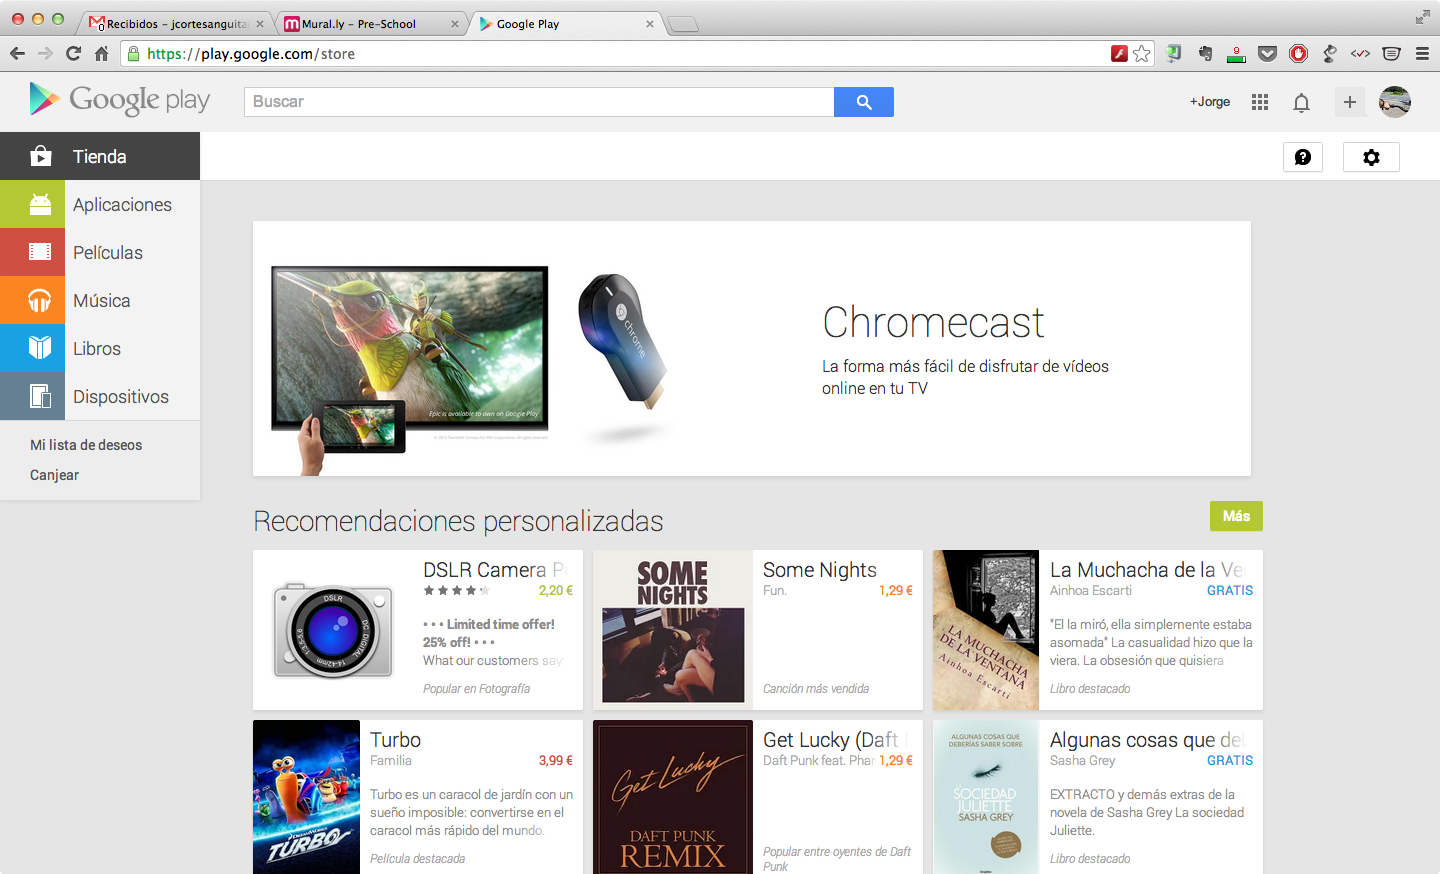 Recibidos – jcortesanguita
Mural.ly – Pre-School
Google Play
https://play.google.com/store
Google play
Buscar
+Jorge
Tienda
Aplicaciones
Películas
Música
Libros
Dispositivos
Mi lista de deseos
Canjear
Epic is available to own on Google Play
chrome
Chromecast
La forma más fácil de disfrutar de vídeos
online en tu TV
Recomendaciones personalizadas
Más
DSLR
DC DIGITAL
14-42mm
DSLR Camera P
2,20 €
• • • Limited time offer!
25% off! • • •
What our customers say:
Popular en Fotografía
SOME
NIGHTS
Some Nights
Fun.
1,29 €
Canción más vendida
LA MUCHACHA
DE LA VENTANA
Ainhoa Escarti
La Muchacha de la Ve
Ainhoa Escarti
GRATIS
"El la miró, ella simplemente estaba
asomada" La casualidad hizo que la
viera. La obsesión que quisiera
Libro destacado
TURBO
Turbo
Familia
3,99 €
Turbo es un caracol de jardín con un
sueño imposible: convertirse en el
caracol más rápido del mundo.
Película destacada
Get Lucky
DAFT PUNK
REMIX
Get Lucky (Daft
Daft Punk feat. Phar
1,29 €
Popular entre oyentes de Daft
Punk
ALGUNAS COSAS QUE
DEBERÍAS SABER SOBRE
LA
SOCIEDAD
JULIETTE
SASHA GREY
Algunas cosas que de
Sasha Grey
GRATIS
EXTRACTO y demás extras de la
novela de Sasha Grey La sociedad
Juliette.
Libro destacado